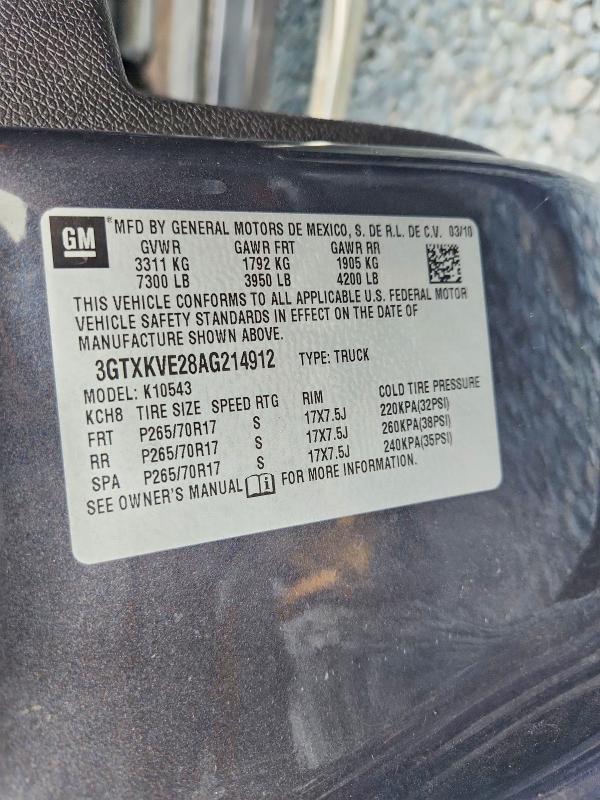 GM
®MFD BY GENERAL MOTORS DE MEXICO, S. DE R.L. DE C.V. 03/10
GVWR GAWR FRT GAWR RR
3311 KG 1792 KG 1905 KG
7300 LB 3950 LB 4200 LB
THIS VEHICLE CONFORMS TO ALL APPLICABLE U.S. FEDERAL MOTOR
VEHICLE SAFETY STANDARDS IN EFFECT ON THE DATE OF
MANUFACTURE SHOWN ABOVE.
3GTXKVE28AG214912 TYPE: TRUCK
MODEL: K10543
KCH8 TIRE SIZE SPEED RTG RIM COLD TIRE PRESSURE
FRT P265/70R17 S 17X7.5J 220KPA(32PSI)
RR P265/70R17 S 17X7.5J 260KPA(38PSI)
SPA P265/70R17 S 17X7.5J 240KPA(35PSI)
SEE OWNER'S MANUAL FOR MORE INFORMATION.